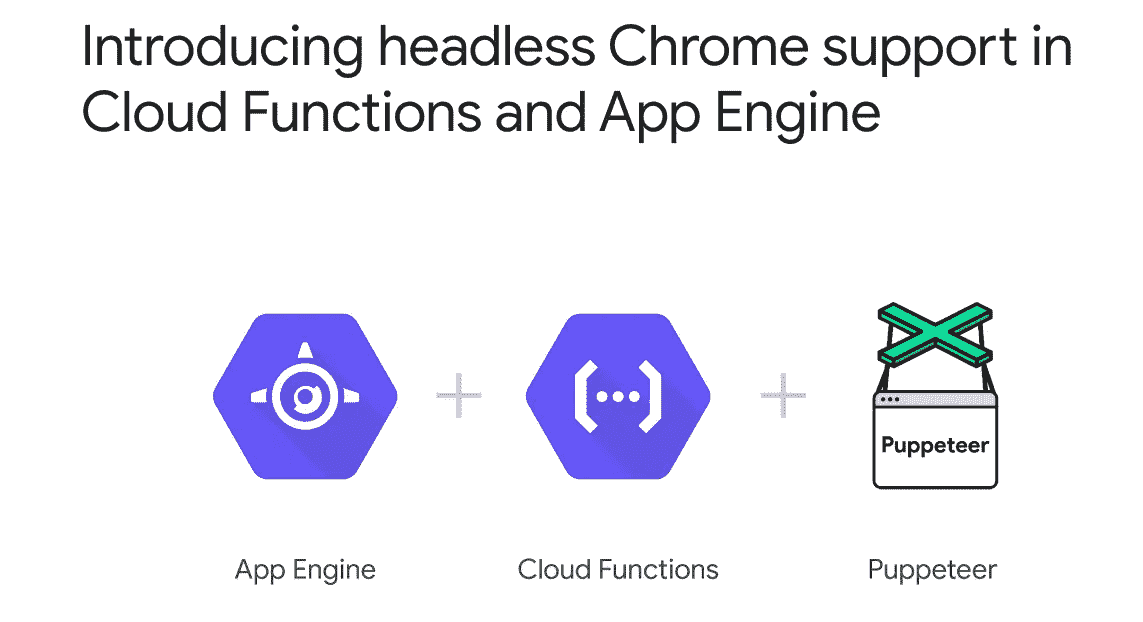 Introducing headless Chrome support in
Cloud Functions and App Engine
Puppeteer
App Engine
Cloud Functions
Puppeteer